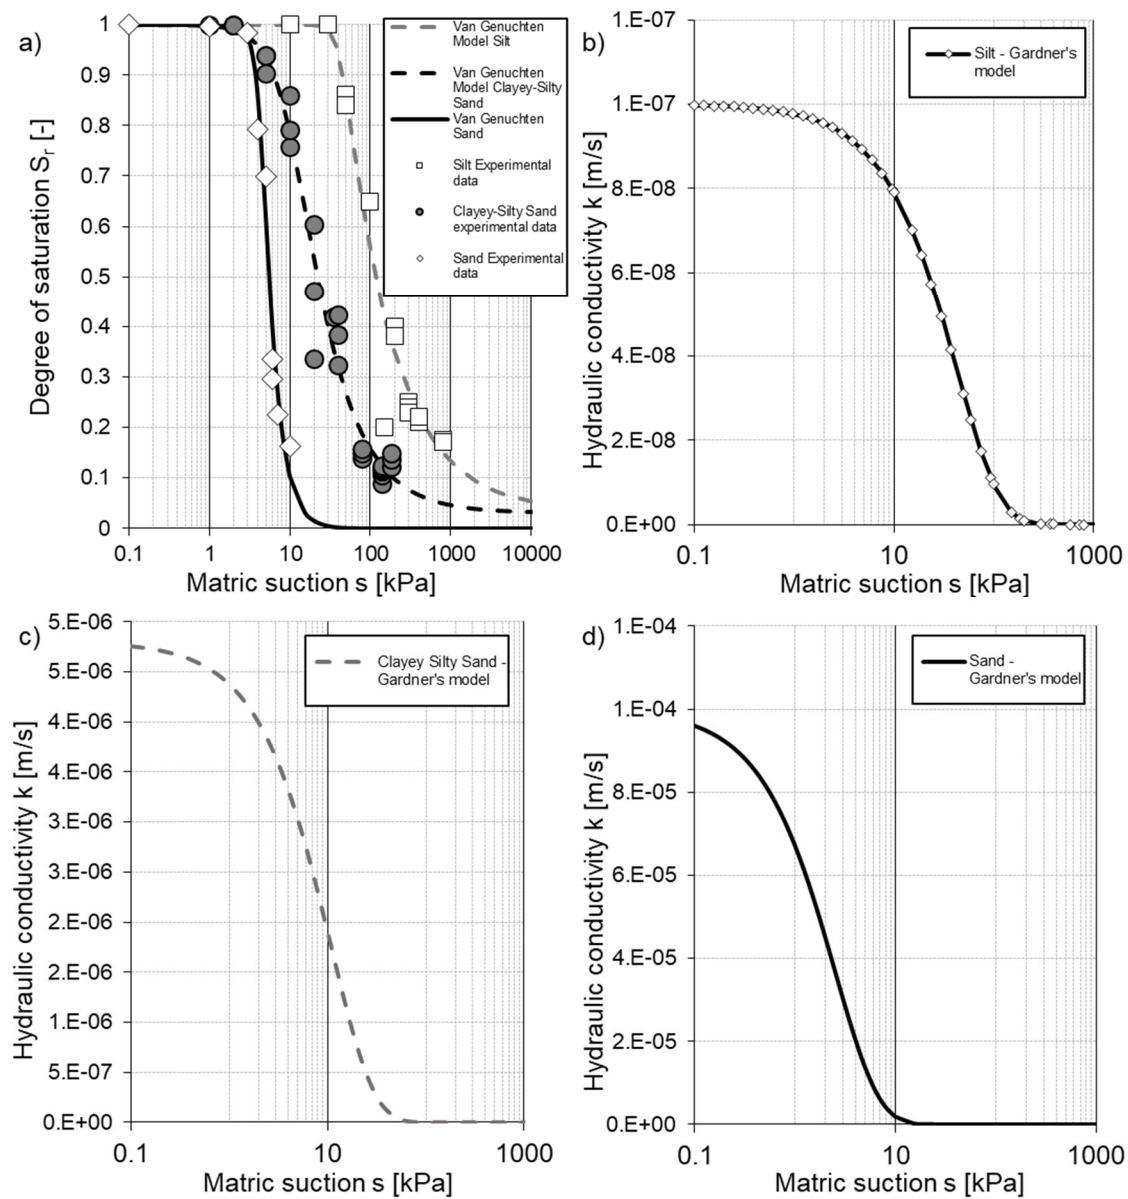 a)
Degree of saturation Sr [-]
1
0.9
0.8
0.7
0.6
0.5
0.4
0.3
0.2
0.1
0
0.1
1
10
100
1000
10000
Matric suction s [kPa]
Van Genuchten
Model Silt
Van Genuchten
Model Clayey-Silty
Sand
Van Genuchten
Sand
Silt Experimental
data
Clayey-Silty Sand
experimental data
Sand Experimental
data
b)
Hydraulic conductivity k [m/s]
1.E-07
1.E-07
8.E-08
6.E-08
4.E-08
2.E-08
0.E+00
0.1
10
1000
Matric suction s [kPa]
Silt - Gardner's
model
c)
Hydraulic conductivity k [m/s]
5.E-06
5.E-06
4.E-06
4.E-06
3.E-06
3.E-06
2.E-06
2.E-06
1.E-06
5.E-07
0.E+00
0.1
10
1000
Matric suction s [kPa]
Clayey Silty Sand -
Gardner's model
d)
Hydraulic conductivity k [m/s]
1.E-04
1.E-04
8.E-05
6.E-05
4.E-05
2.E-05
0.E+00
0.1
10
1000
Matric suction s [kPa]
Sand -
Gardner's model